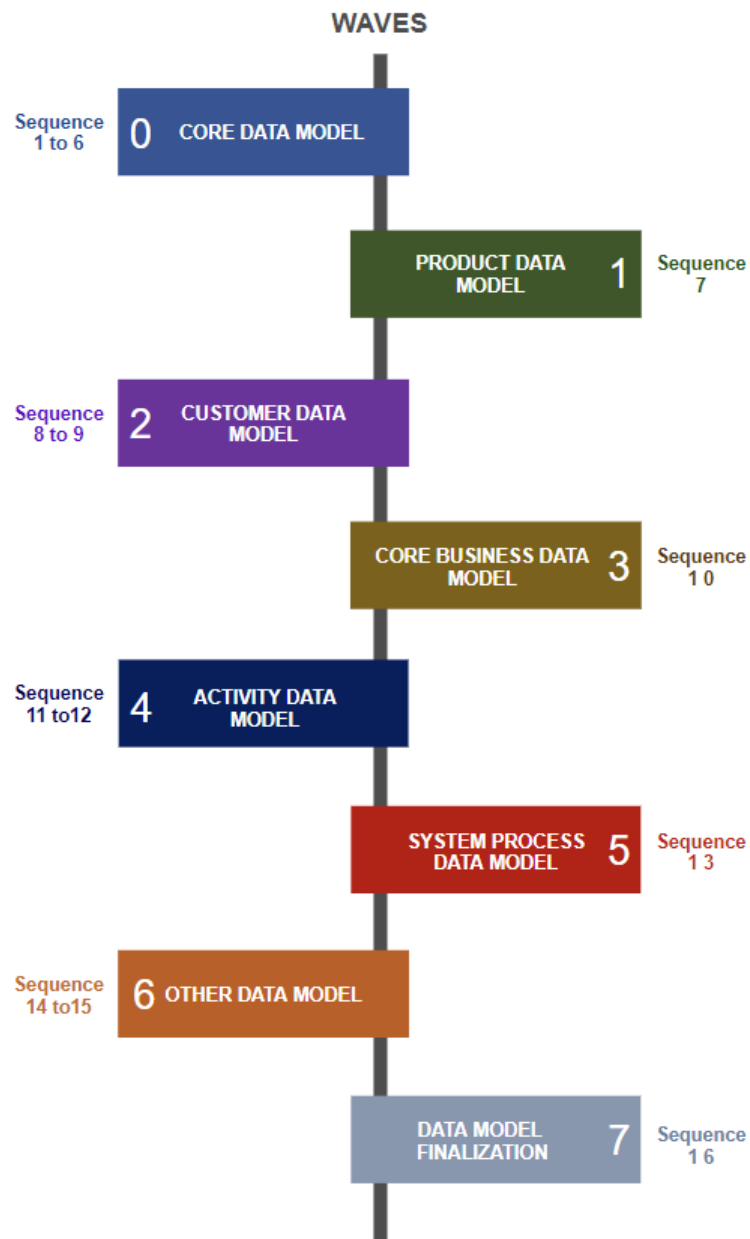 WAVES
Sequence
1 to 6
0
CORE DATA MODEL
PRODUCT DATA
MODEL
1
Sequence
7
Sequence
8 to 9
2
CUSTOMER DATA
MODEL
CORE BUSINESS DATA
MODEL
3
Sequence
1 0
Sequence
11 to12
4
ACTIVITY DATA
MODEL
SYSTEM PROCESS
DATA MODEL
5
Sequence
1 3
Sequence
14 to15
6
OTHER DATA MODEL
DATA MODEL
FINALIZATION
7
Sequence
1 6